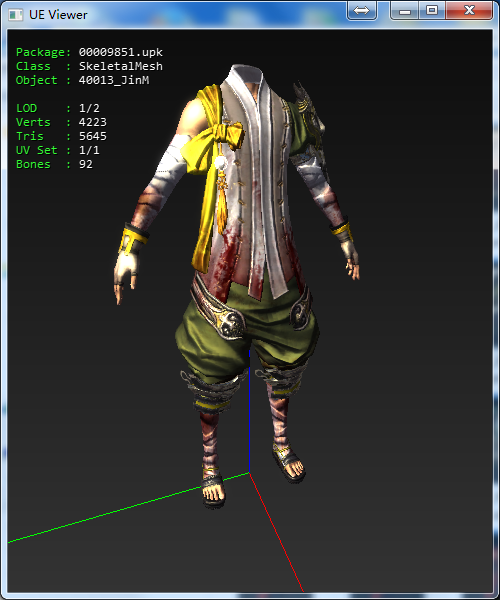 UE Viewer
Package: 00009851.upk
Class : SkeletalMesh
Object : 40013_JinM
LOD : 1/2
Verts : 4223
Tris : 5645
UV Set : 1/1
Bones : 92